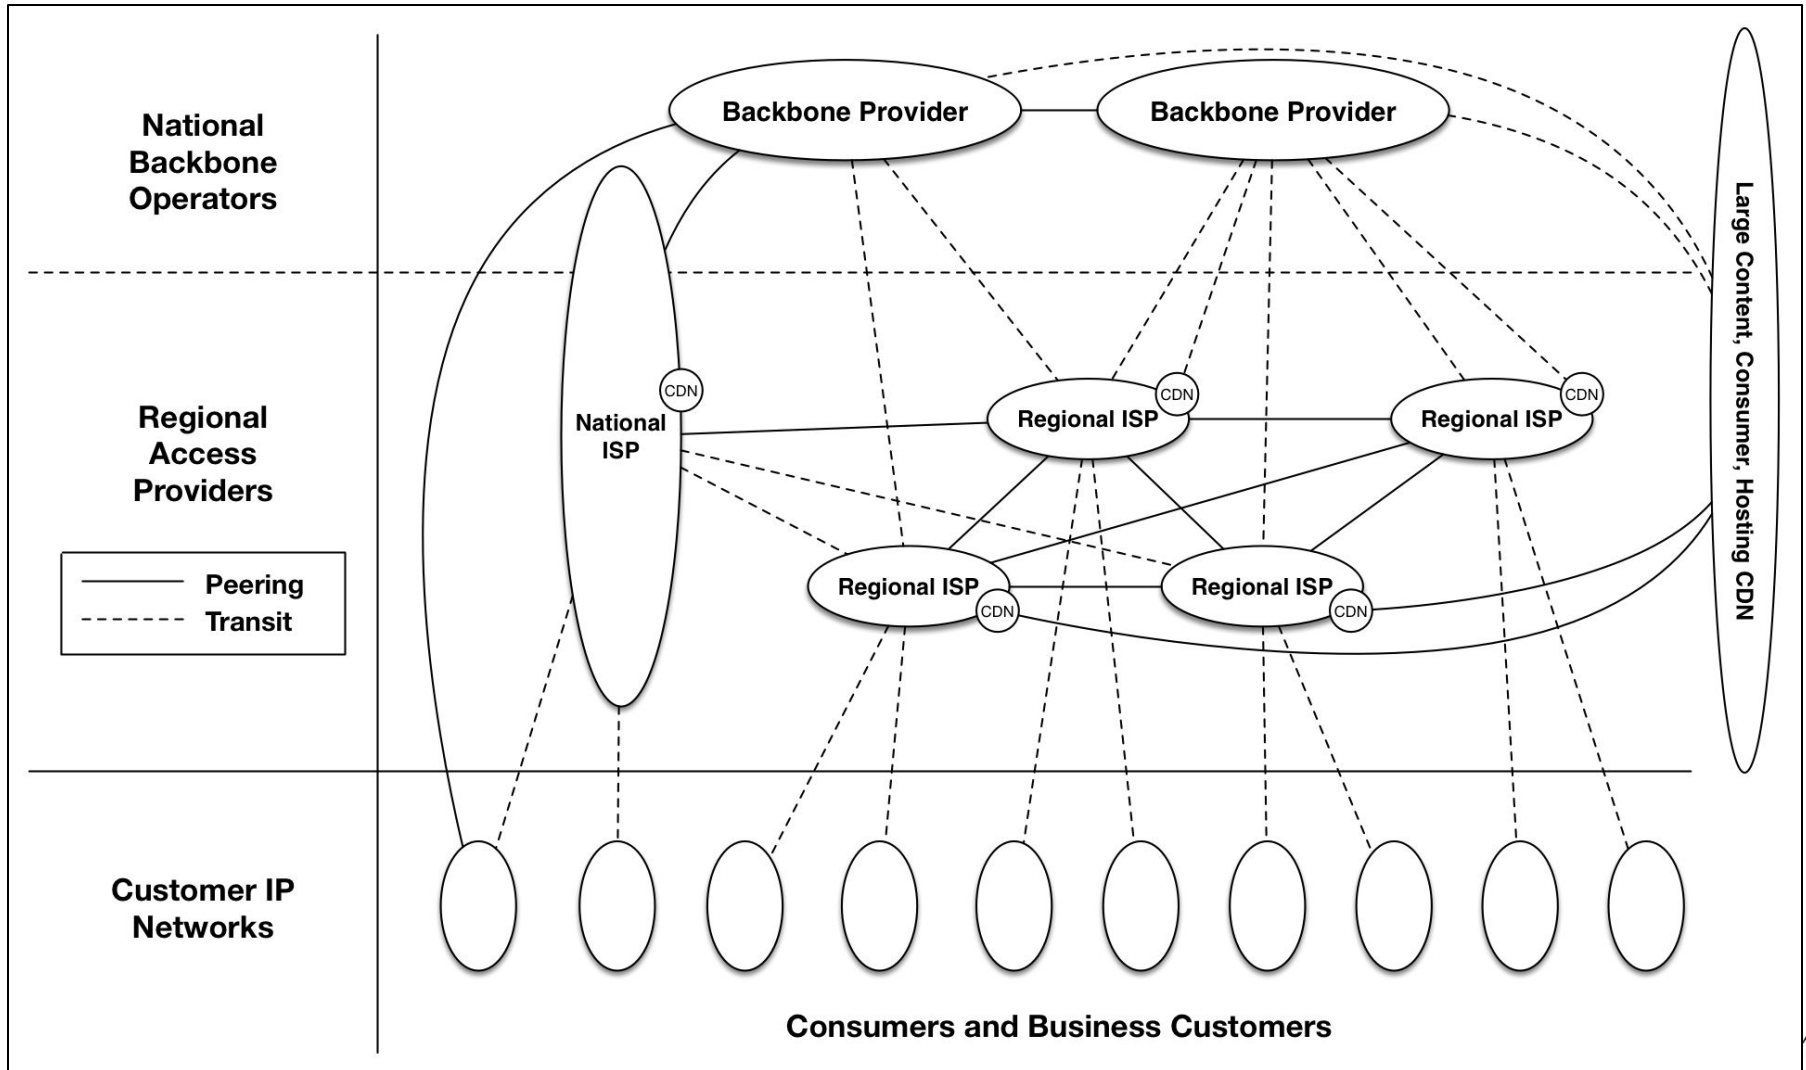 National
Backbone
Operators
Backbone Provider
Backbone Provider
Large Content, Consumer, Hosting CDN
Regional
Access
Providers
National
ISP
CDN
Regional ISP
CDN
Regional ISP
CDN
Regional ISP
CDN
Regional ISP
CDN
Peering
Transit
Customer IP
Networks
Consumers and Business Customers